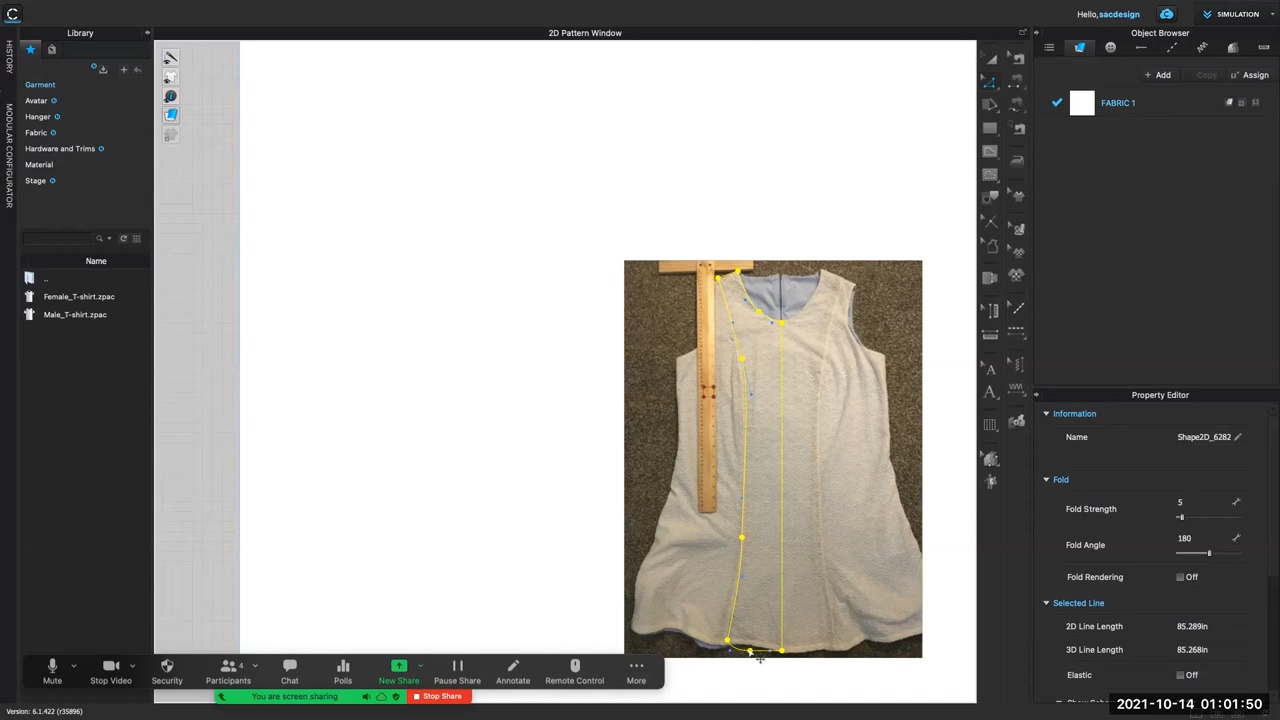 Hello,sacdesign
SIMULATION
Library
2D Pattern Window
Object Browser
HISTORY
MODULAR CONFIGURATOR
Garment
Avatar
Hanger
Fabric
Hardware and Trims
Material
Stage
Name
..
Female_T-shirt.zpac
Male_T-shirt.zpac
Add
Copy
Assign
FABRIC 1
Property Editor
Information
Name
Shape2D_6282
Fold
Fold Strength
5
Fold Angle
180
Fold Rendering
Off
Selected Line
2D Line Length
85.289in
3D Line Length
85.268in
Elastic
Off
Mute
Stop Video
Security
4
Participants
Chat
Polls
New Share
Pause Share
Annotate
Remote Control
More
You are screen sharing
Stop Share
Version: 6.1.422 (r35896)
2021-10-14 01:01:50